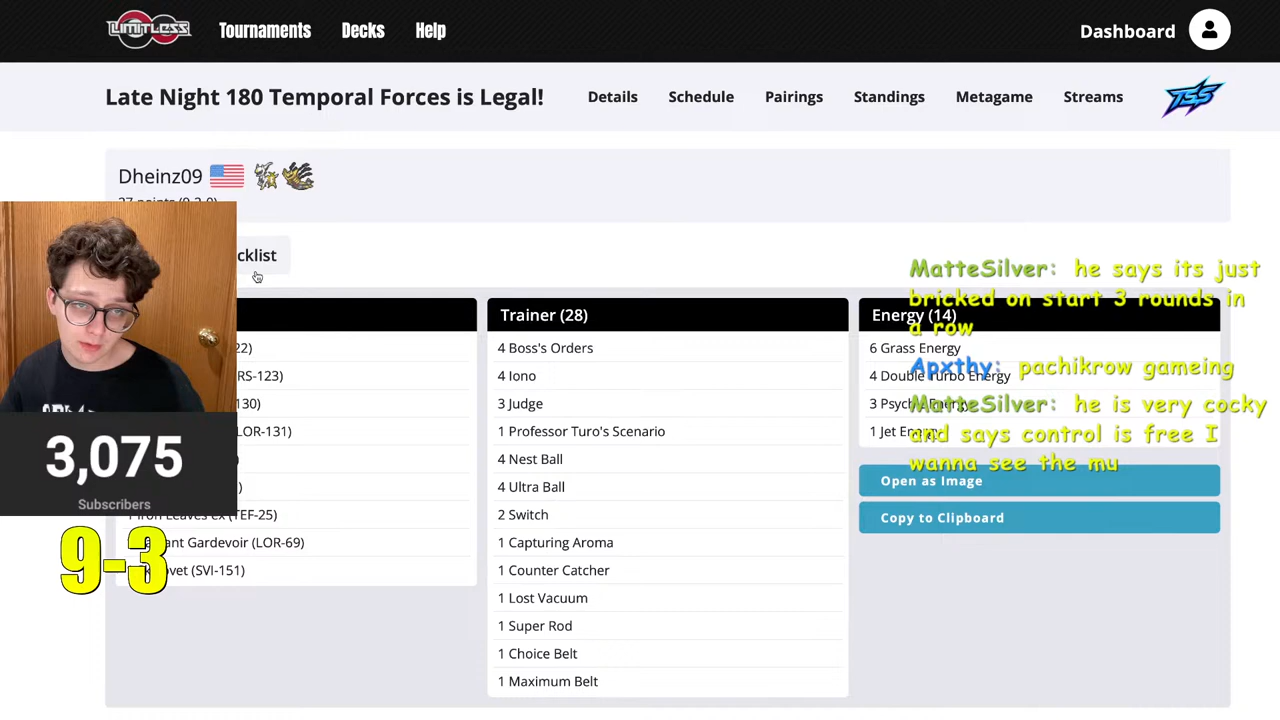 LIMITLESS
Tournaments Decks Help
Dashboard
Late Night 180 Temporal Forces is Legal!
Details Schedule Pairings Standings Metagame Streams
TSS
Dheinz09
cklist
Trainer (28)
4 Boss's Orders
4 Iono
3 Judge
1 Professor Turo's Scenario
4 Nest Ball
4 Ultra Ball
2 Switch
1 Capturing Aroma
1 Counter Catcher
1 Lost Vacuum
1 Super Rod
1 Choice Belt
1 Maximum Belt
Energy (14)
6 Grass Energy
4 Double Turbo Energy
3 Psychic Energy
1 Jet Energy
Open as Image
Copy to Clipboard
22)
RS-123)
130)
LOR-131)
)
)
Iron Leaves ex (TEF-25)
ant Gardevoir (LOR-69)
vet (SVI-151)
MatteSilver: he says its just
bricked on start 3 rounds in
a row
Apxthy: pachikrow gameing
MatteSilver: he is very cocky
and says control is free I
wanna see the mu
3,075
Subscribers
9-3